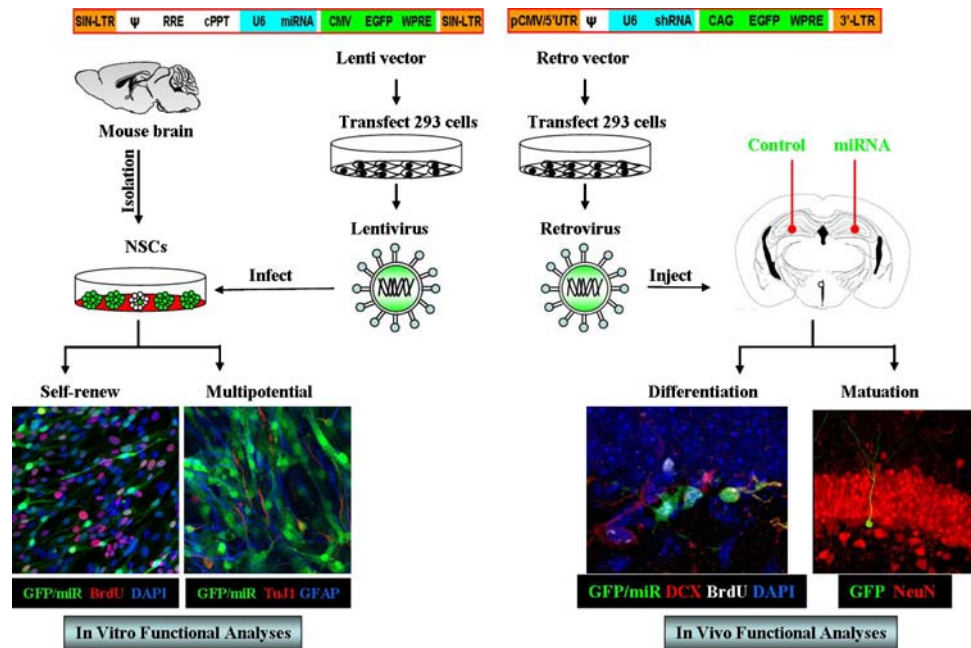 SIN-LTR Ψ RRE cPPT U6 miRNA CMV EGFP WPRE SIN-LTR
pCMV/5'UTR Ψ U6 shRNA CAG EGFP WPRE 3'-LTR
Lenti vector
Retro vector
Mouse brain
Transfect 293 cells
Transfect 293 cells
Control miRNA
Isolation
NSCs
Lentivirus
Retrovirus
Infect
Inject
Self-renew
Multipotential
Differentiation
Matuation
GFP/miR BrdU DAPI
GFP/miR TuJ1 GFAP
GFP/miR DCX BrdU DAPI
GFP NeuN
In Vitro Functional Analyses
In Vivo Functional Analyses